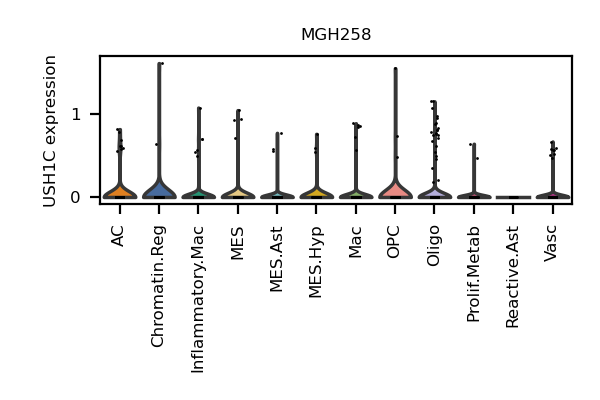 MGH258
USH1C expression
1
0
AC
Chromatin.Reg
Inflammatory.Mac
MES
MES.Ast
MES.Hyp
Mac
OPC
Oligo
Prolif.Metab
Reactive.Ast
Vasc